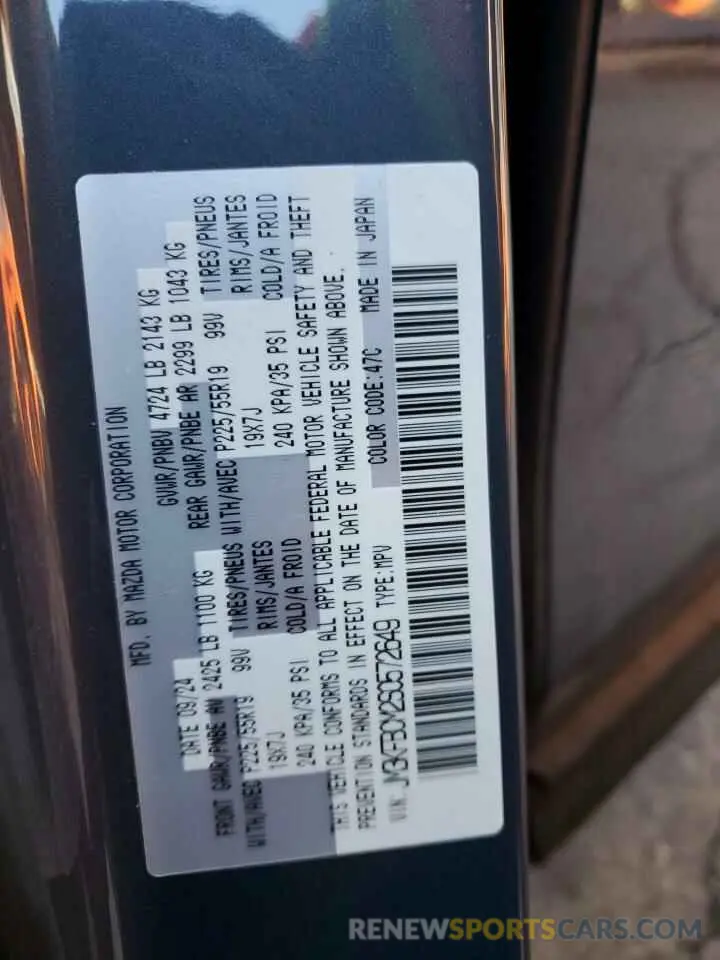 MFD. BY MAZDA MOTOR CORPORATION
DATE 09/24 GVWR/PNBV 4724 LB 2143 KG
FRONT GAWR/PNBE AV 2425 LB 1100 KG REAR GAWR/PNBE AR 2299 LB 1043 KG
WITH/AVEC P225/55R19 99V TIRES/PNEUS WITH/AVEC P225/55R19 99V TIRES/PNEUS
19X7J RIMS/JANTES 19X7J RIMS/JANTES
240 KPA/35 PSI COLD/A FROID 240 KPA/35 PSI COLD/A FROID
THIS VEHICLE CONFORMS TO ALL APPLICABLE FEDERAL MOTOR VEHICLE SAFETY AND THEFT
PREVENTION STANDARDS IN EFFECT ON THE DATE OF MANUFACTURE SHOWN ABOVE.
VIN: JM3KFBCM2S0572649 TYPE:MPV COLOR CODE:47C MADE IN JAPAN
RENEWSPORTSCARS.COM